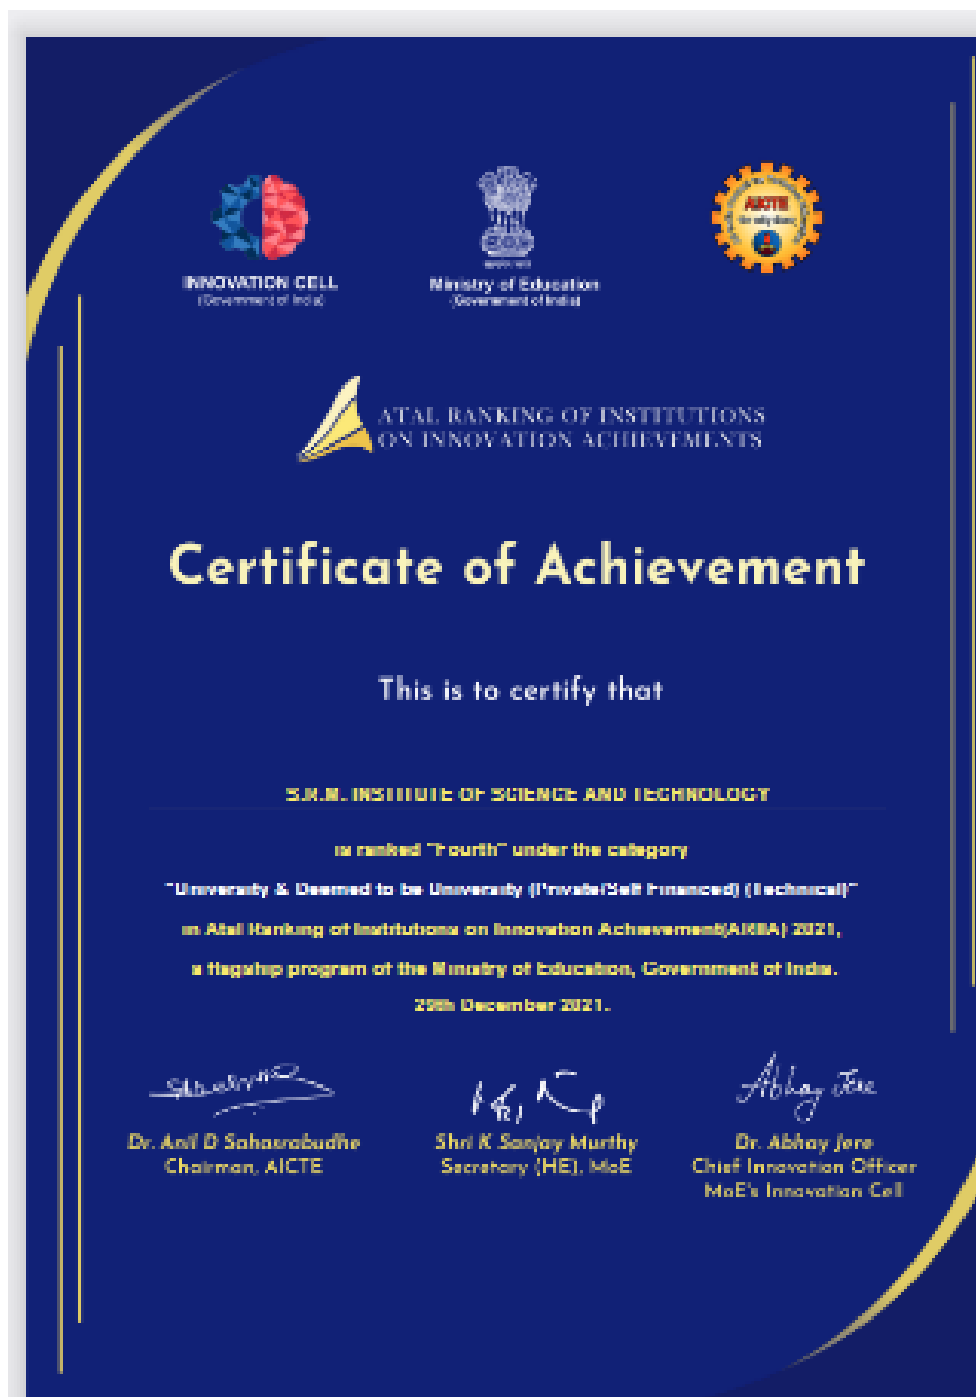 INNOVATION CELL
(Government of India)
Ministry of Education
(Government of India)
AICTE
ATAL RANKING OF INSTITUTIONS
ON INNOVATION ACHIEVEMENTS
Certificate of Achievement
This is to certify that
S.R.M. INSTITUTE OF SCIENCE AND TECHNOLOGY
is ranked "Fourth" under the category
"University & Deemed to be University (Private/Self Financed) (Technical)"
in Atal Ranking of Institutions on Innovation Achievement(ARIIA) 2021,
a flagship program of the Ministry of Education, Government of India.
29th December 2021.
Abhay Jere
Dr. Anil D Sahasrabudhe
Chairman, AICTE
Shri K Sanjay Murthy
Secretary (HE), MoE
Dr. Abhay Jere
Chief Innovation Officer
MoE's Innovation Cell